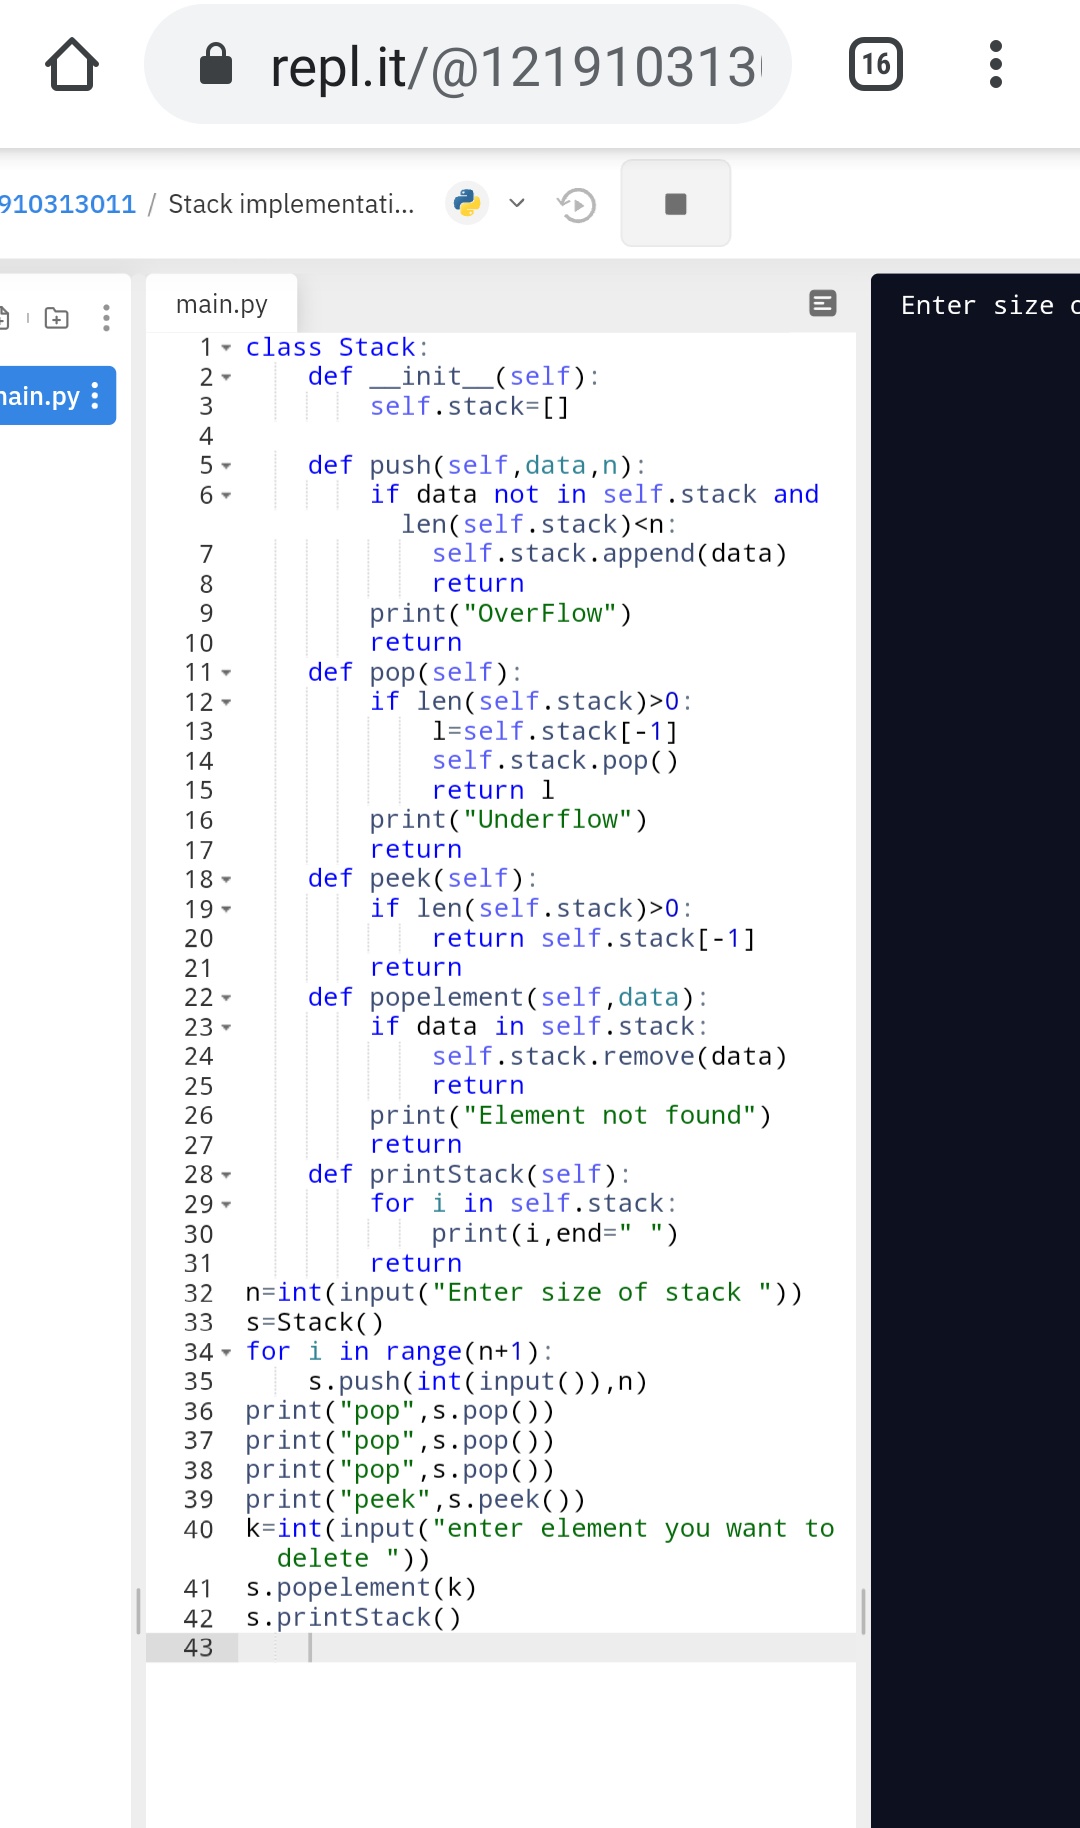 repl.it/@121910313
16
910313011 / Stack implementati...
main.py
Enter size
main.py
1 class Stack:
2 def __init__(self):
3 self.stack=[]
4
5 def push(self,data,n):
6 if data not in self.stack and
len(self.stack)<n:
7 self.stack.append(data)
8 return
9 print("OverFlow")
10 return
11 def pop(self):
12 if len(self.stack)>0:
13 l=self.stack[-1]
14 self.stack.pop()
15 return l
16 print("Underflow")
17 return
18 def peek(self):
19 if len(self.stack)>0:
20 return self.stack[-1]
21 return
22 def popelement(self,data):
23 if data in self.stack:
24 self.stack.remove(data)
25 return
26 print("Element not found")
27 return
28 def printStack(self):
29 for i in self.stack:
30 print(i,end=" ")
31 return
32 n=int(input("Enter size of stack "))
33 s=Stack()
34 for i in range(n+1):
35 s.push(int(input()),n)
36 print("pop",s.pop())
37 print("pop",s.pop())
38 print("pop",s.pop())
39 print("peek",s.peek())
40 k=int(input("enter element you want to
delete "))
41 s.popelement(k)
42 s.printStack()
43